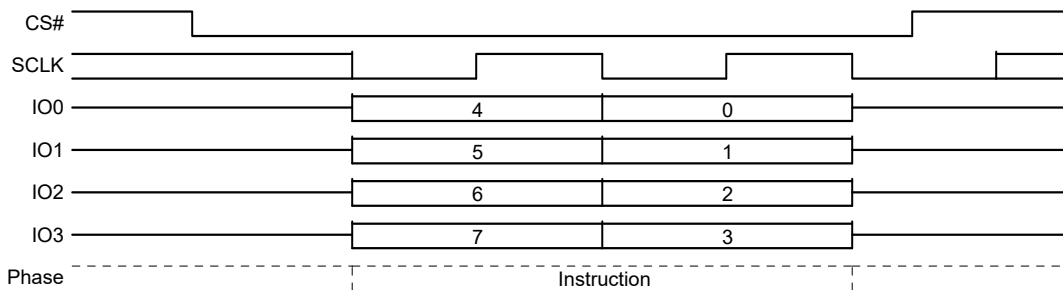 CS#
SCLK
IO0 4 0
IO1 5 1
IO2 6 2
IO3 7 3
Phase Instruction